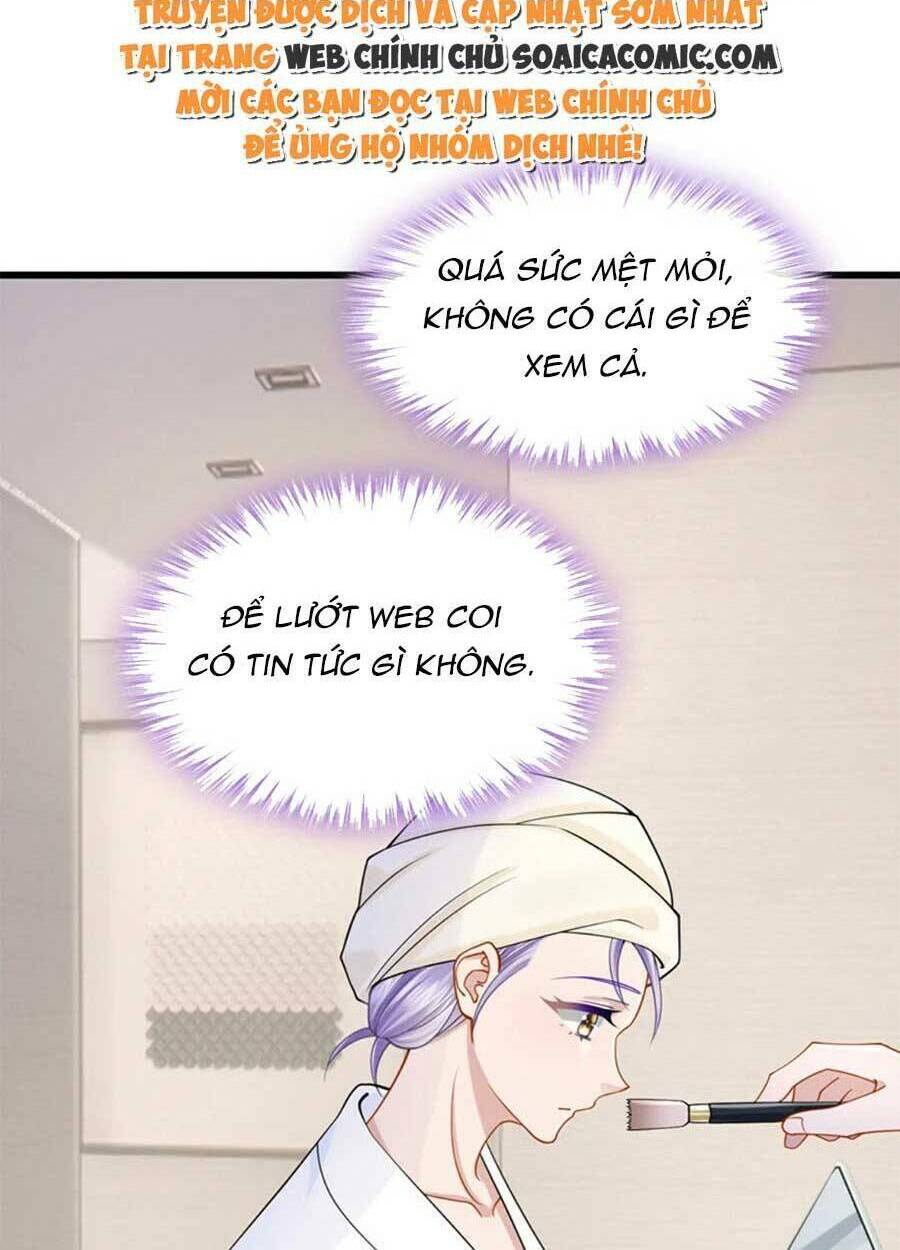 TRUYỆN ĐƯỢC DỊCH VÀ CẬP NHẬT SỚM NHẤT
TẠI TRANG WEB CHÍNH CHỦ SOAICACOMIC.COM
MỜI CÁC BẠN ĐỌC TẠI WEB CHÍNH CHỦ
ĐỂ ỦNG HỘ NHÓM DỊCH NHÉ!
QUÁ SỨC MỆT MỎI,
KHÔNG CÓ CÁI GÌ ĐỂ
XEM CẢ.
ĐỂ LƯỚT WEB COI
CÓ TIN TỨC GÌ KHÔNG.